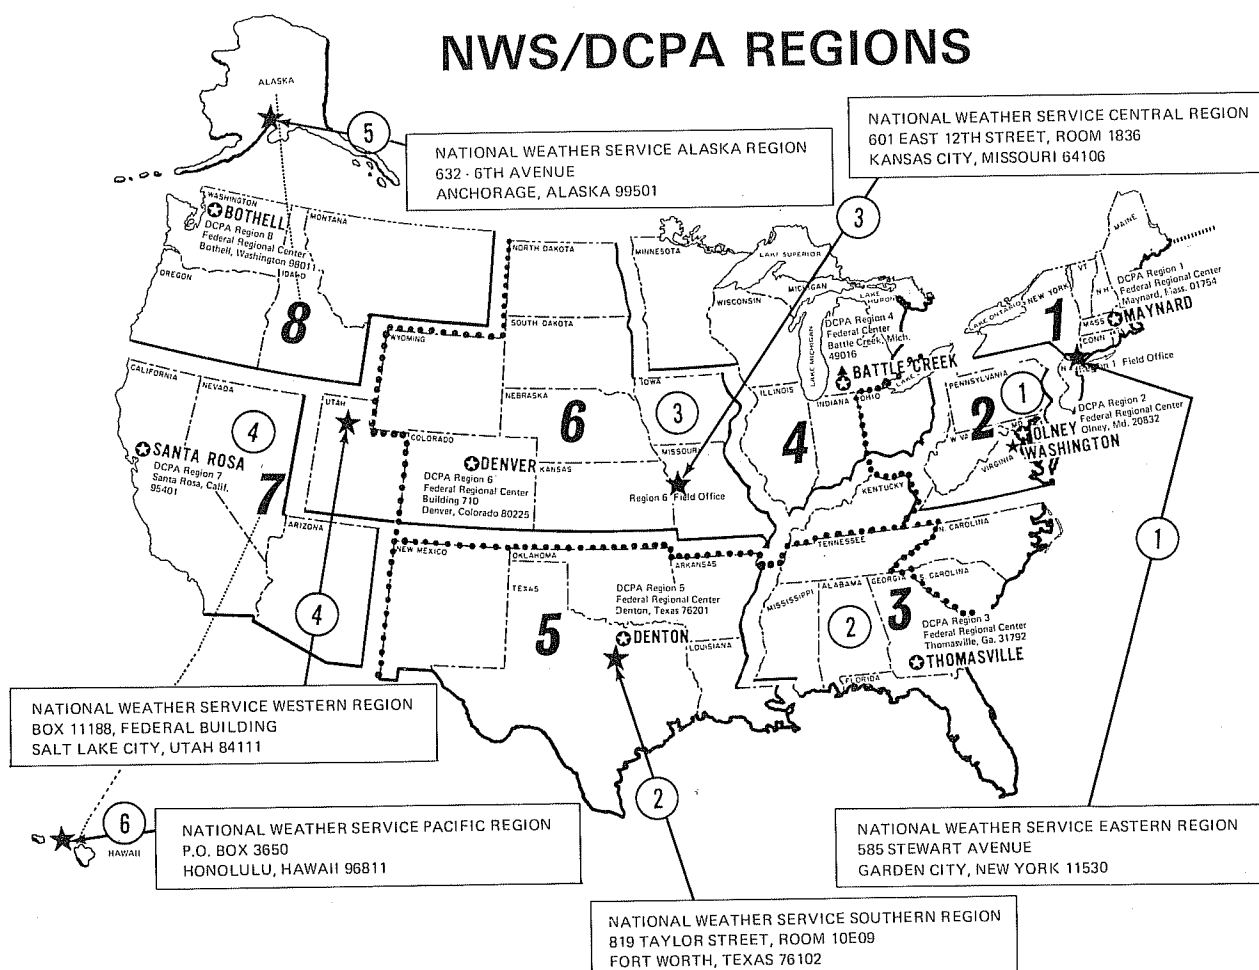 NWS/DCPA REGIONS
ALASKA
5
NATIONAL WEATHER SERVICE ALASKA REGION
632 - 6TH AVENUE
ANCHORAGE, ALASKA 99501
NATIONAL WEATHER SERVICE CENTRAL REGION
601 EAST 12TH STREET, ROOM 1836
KANSAS CITY, MISSOURI 64106
3
WASHINGTON
BOTHELL
DCPA Region 8
Federal Regional Center
Bothell, Washington 98011
MONTANA
OREGON
IDAHO
8
NORTH DAKOTA
SOUTH DAKOTA
WYOMING
NEBRASKA
6
COLORADO
DENVER
DCPA Region 6
Federal Regional Center
Building 710
Denver, Colorado 80225
KANSAS
MINNESOTA
WISCONSIN
LAKE SUPERIOR
MICHIGAN
LAKE HURON
LAKE MICHIGAN
DCPA Region 4
Federal Center
Battle Creek, Mich.
49016
BATTLE CREEK
IOWA
3
MISSOURI
Region 6 Field Office
ILLINOIS
INDIANA
OHIO
4
KENTUCKY
MAINE
VT
N H
NEW YORK
LAKE ONTARIO
MASS
CONN
1
DCPA Region 1
Federal Regional Center
Maynard, Mass. 01754
MAYNARD
Region 1 Field Office
PENNSYLVANIA
2
1
W VA
MD
VIRGINIA
DCPA Region 2
Federal Regional Center
Olney, Md. 20832
OLNEY
WASHINGTON
1
CALIFORNIA
NEVADA
UTAH
4
SANTA ROSA
DCPA Region 7
Santa Rosa, Calif.
95401
7
ARIZONA
4
NEW MEXICO
OKLAHOMA
TEXAS
ARKANSAS
LOUISIANA
5
DCPA Region 5
Federal Regional Center
Denton, Texas 76201
DENTON
TENNESSEE
N. CAROLINA
S. CAROLINA
MISSISSIPPI
ALABAMA
GEORGIA
2
3
DCPA Region 3
Federal Regional Center
Thomasville, Ga. 31792
THOMASVILLE
FLORIDA
NATIONAL WEATHER SERVICE WESTERN REGION
BOX 11188, FEDERAL BUILDING
SALT LAKE CITY, UTAH 84111
2
6
HAWAII
NATIONAL WEATHER SERVICE PACIFIC REGION
P.O. BOX 3650
HONOLULU, HAWAII 96811
NATIONAL WEATHER SERVICE EASTERN REGION
585 STEWART AVENUE
GARDEN CITY, NEW YORK 11530
NATIONAL WEATHER SERVICE SOUTHERN REGION
819 TAYLOR STREET, ROOM 10E09
FORT WORTH, TEXAS 76102